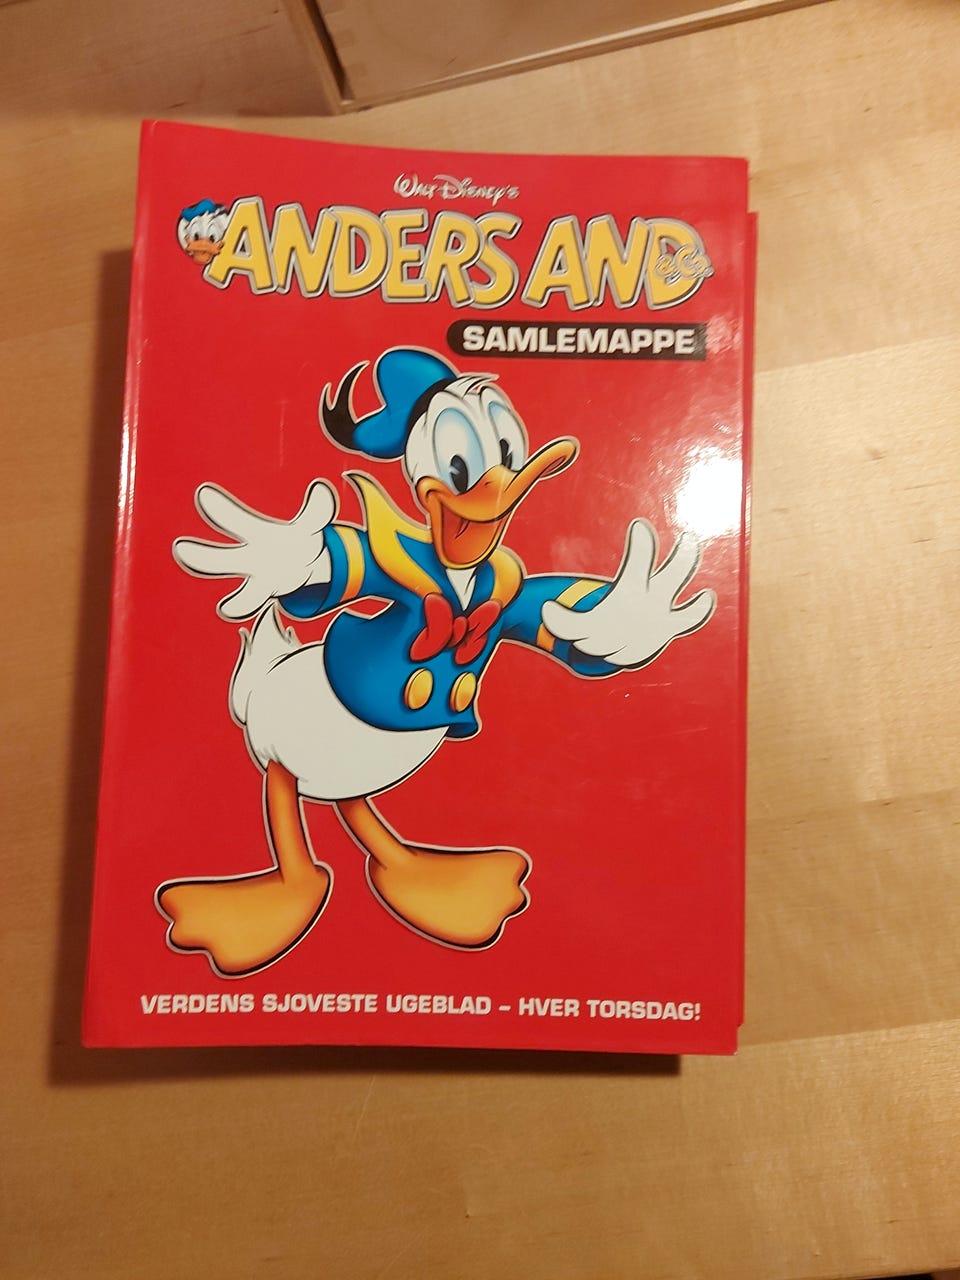 Walt Disney's
ANDERS AND & Co.
SAMLEMAPPE
VERDENS SJOVESTE UGEBLAD – HVER TORSDAG!